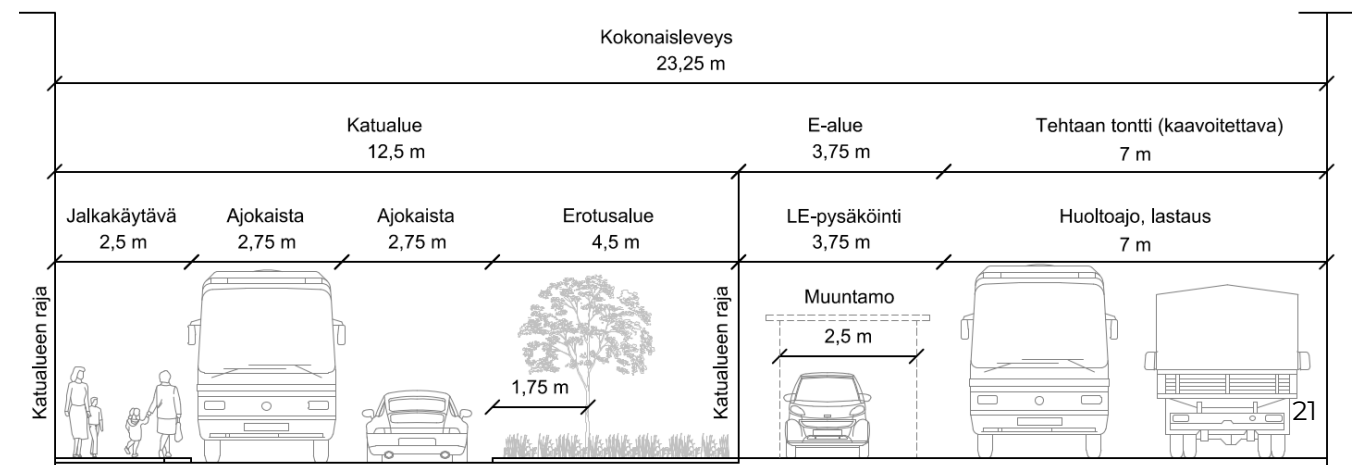 Kokonaisleveys
23,25 m
Katualue
12,5 m
E-alue
3,75 m
Tehtaan tontti (kaavoitettava)
7 m
Jalkakäytävä
2,5 m
Ajokaista
2,75 m
Ajokaista
2,75 m
Erotusalue
4,5 m
LE-pysäköinti
3,75 m
Huoltoajo, lastaus
7 m
Katualueen raja
1,75 m
Katualueen raja
Muuntamo
2,5 m
21